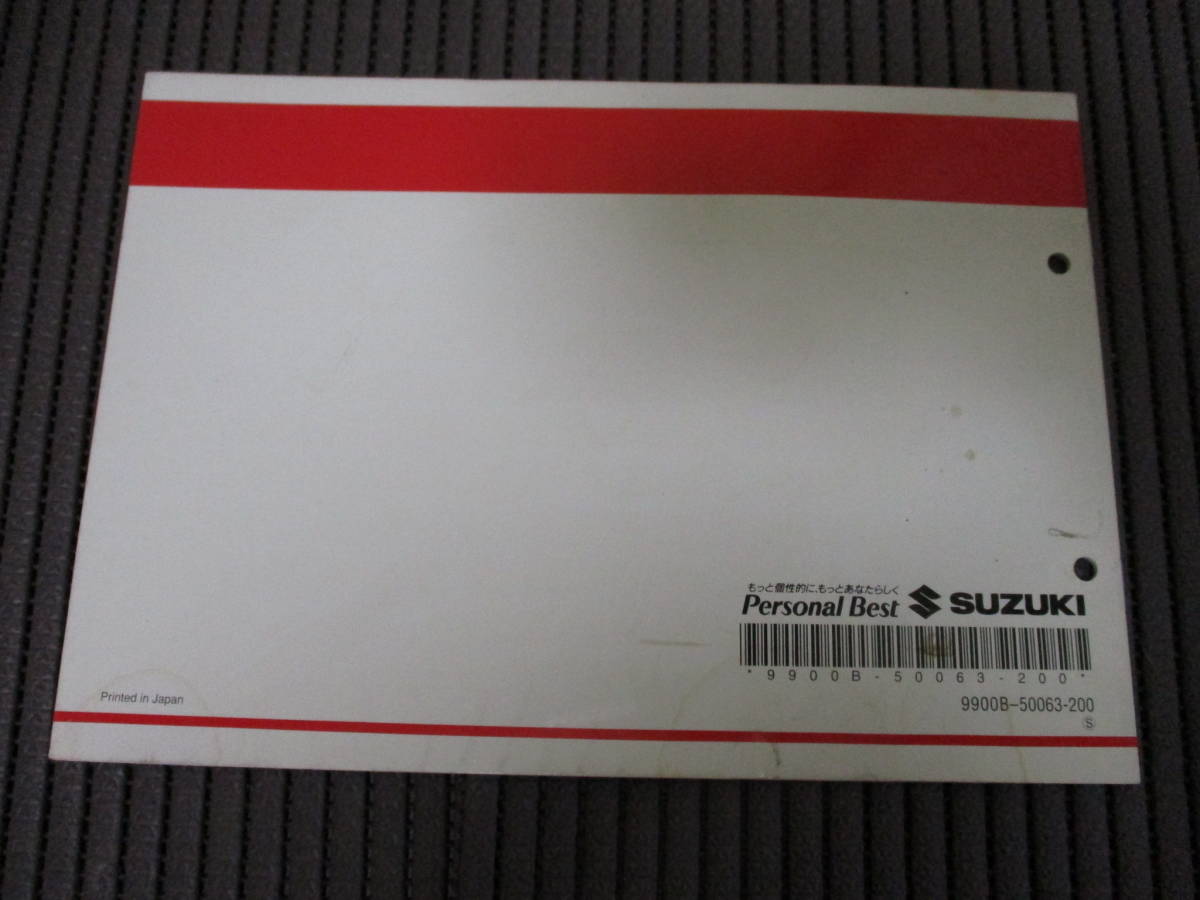 もっと個性的に、もっとあなたらしく
Personal Best SUZUKI
*9900B-50063-200*
Printed in Japan
9900B-50063-200
S